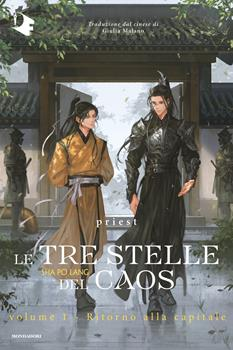 Traduzione dal cinese di
Giulia Maiano
priest
LE TRE STELLE
SHA PO LANG
DEL CAOS
volume 1 - Ritorno alla capitale
MONDADORI